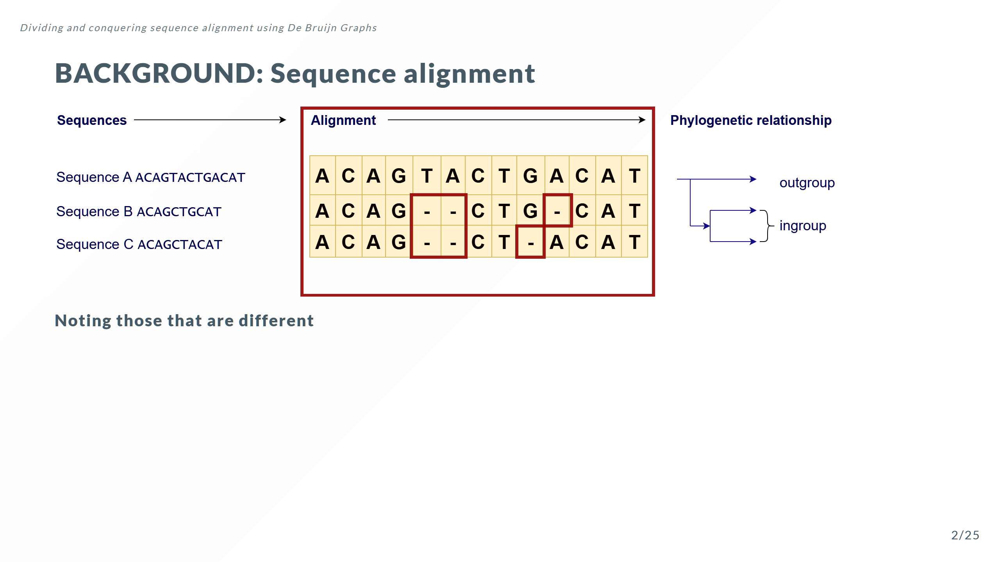 Dividing and conquering sequence alignment using De Bruijn Graphs
BACKGROUND: Sequence alignment
Sequences
Alignment
Phylogenetic relationship
Sequence A ACAGTACTGACAT
Sequence B ACAGCTGCAT
Sequence C ACAGCTACAT
A C A G T A C T G A C A T
A C A G - - C T G - C A T
A C A G - - C T - A C A T
outgroup
ingroup
Noting those that are different
2/25